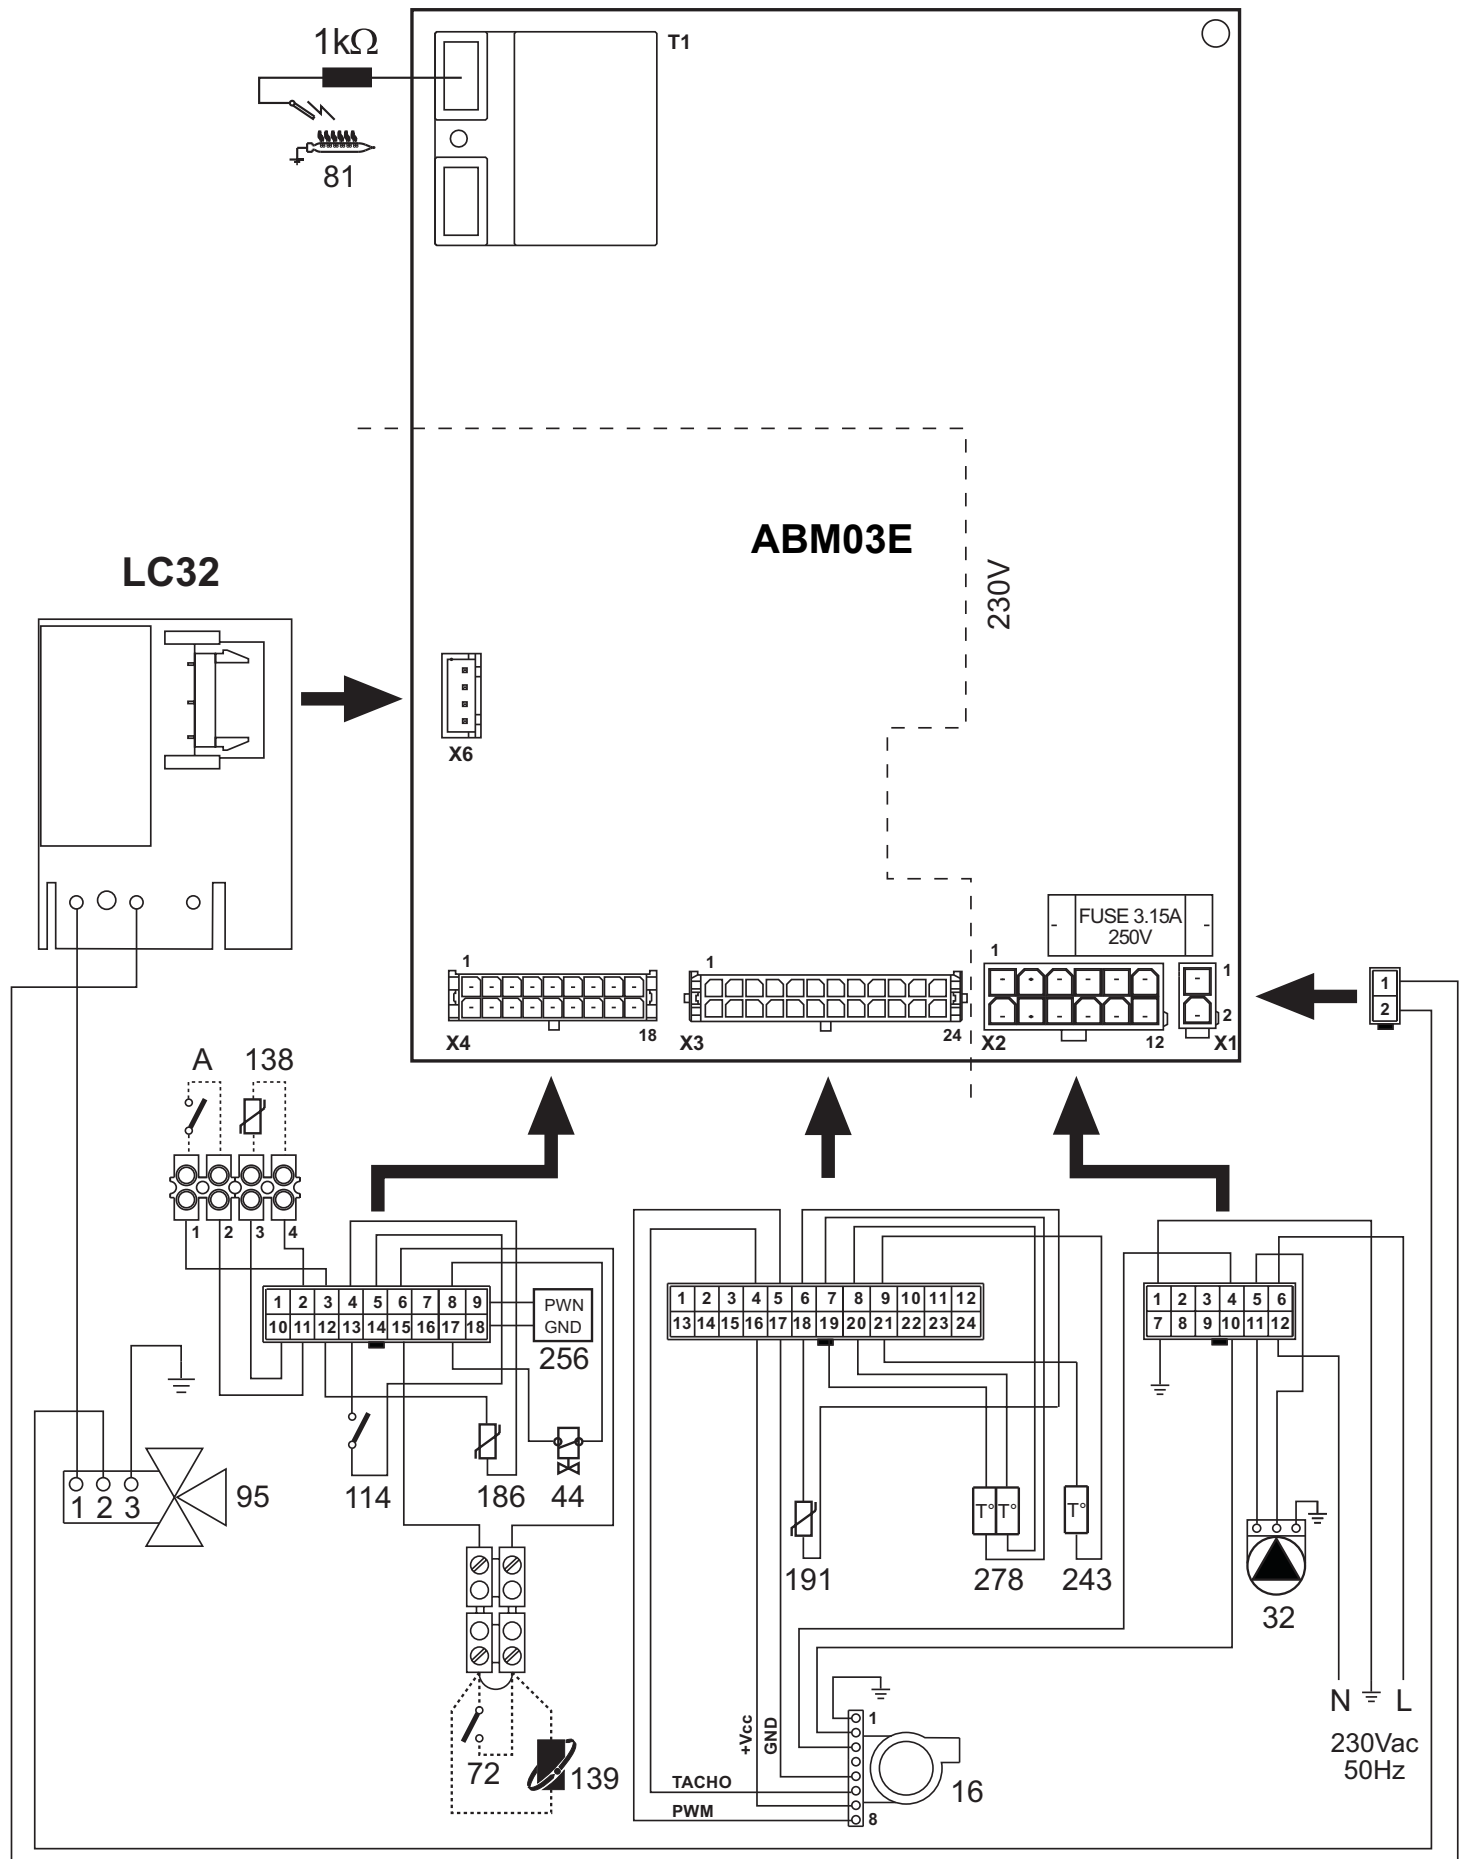 1kΩ
T1
81
ABM03E
230V
LC32
X6
FUSE 3.15A
250V
1
18
X4
1
24
X3
1
12
X2
1
2
X1
1
2
A 138
1 2 3 4
1 2 3 4 5 6 7 8 9
10 11 12 13 14 15 16 17 18
PWN
GND
256
1 2 3 4 5 6 7 8 9 10 11 12
13 14 15 16 17 18 19 20 21 22 23 24
1 2 3 4 5 6
7 8 9 10 11 12
1 2 3
95
114
186
44
191
T° T°
278
T°
243
32
N L
230Vac
50Hz
72
139
+Vcc
GND
TACHO
PWM
1
8
16